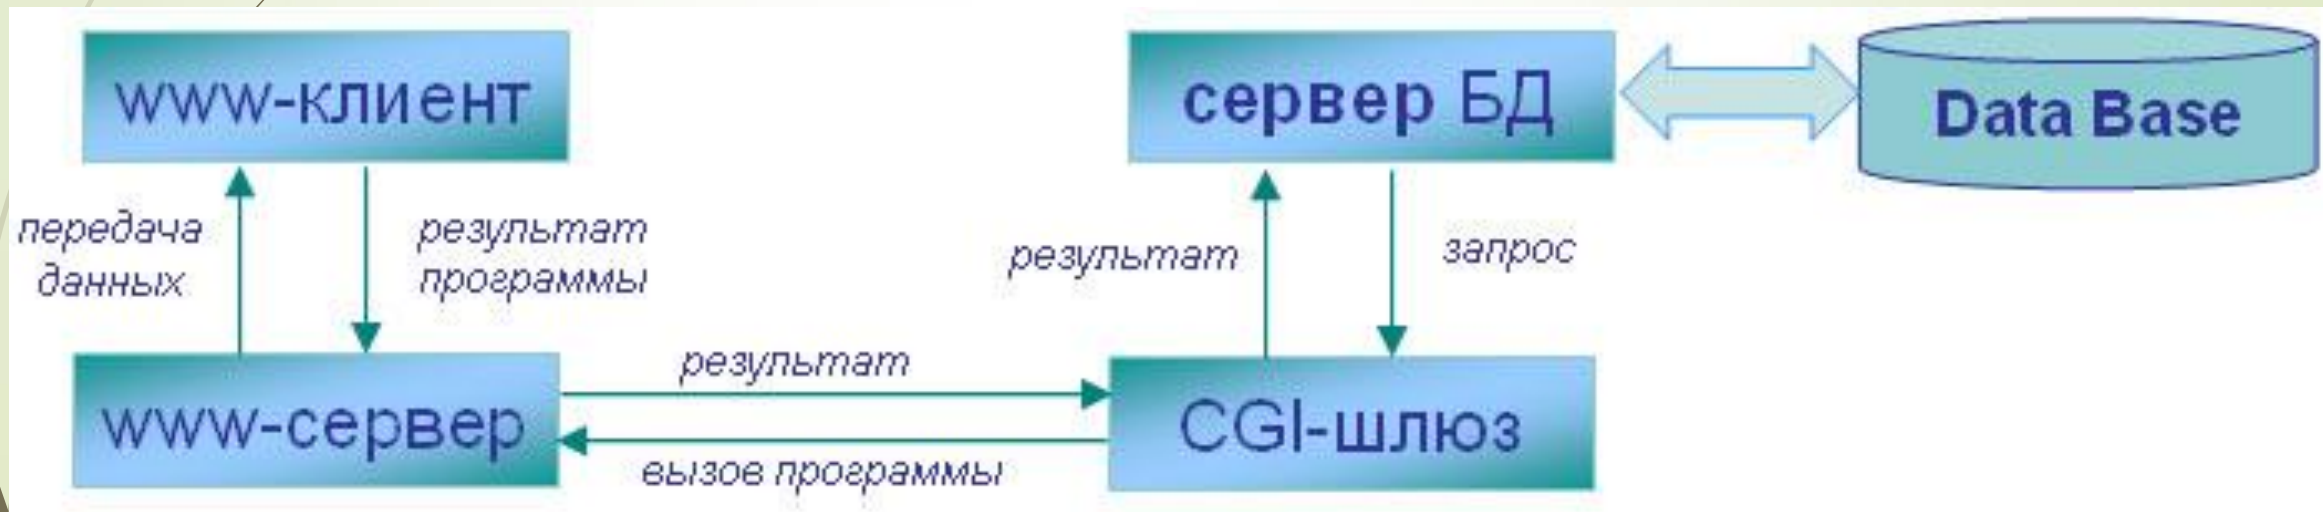 www-клиент
сервер БД
Data Base
передача
данных
результат
программы
результат
запрос
результат
www-сервер
CGI-шлюз
вызов программы